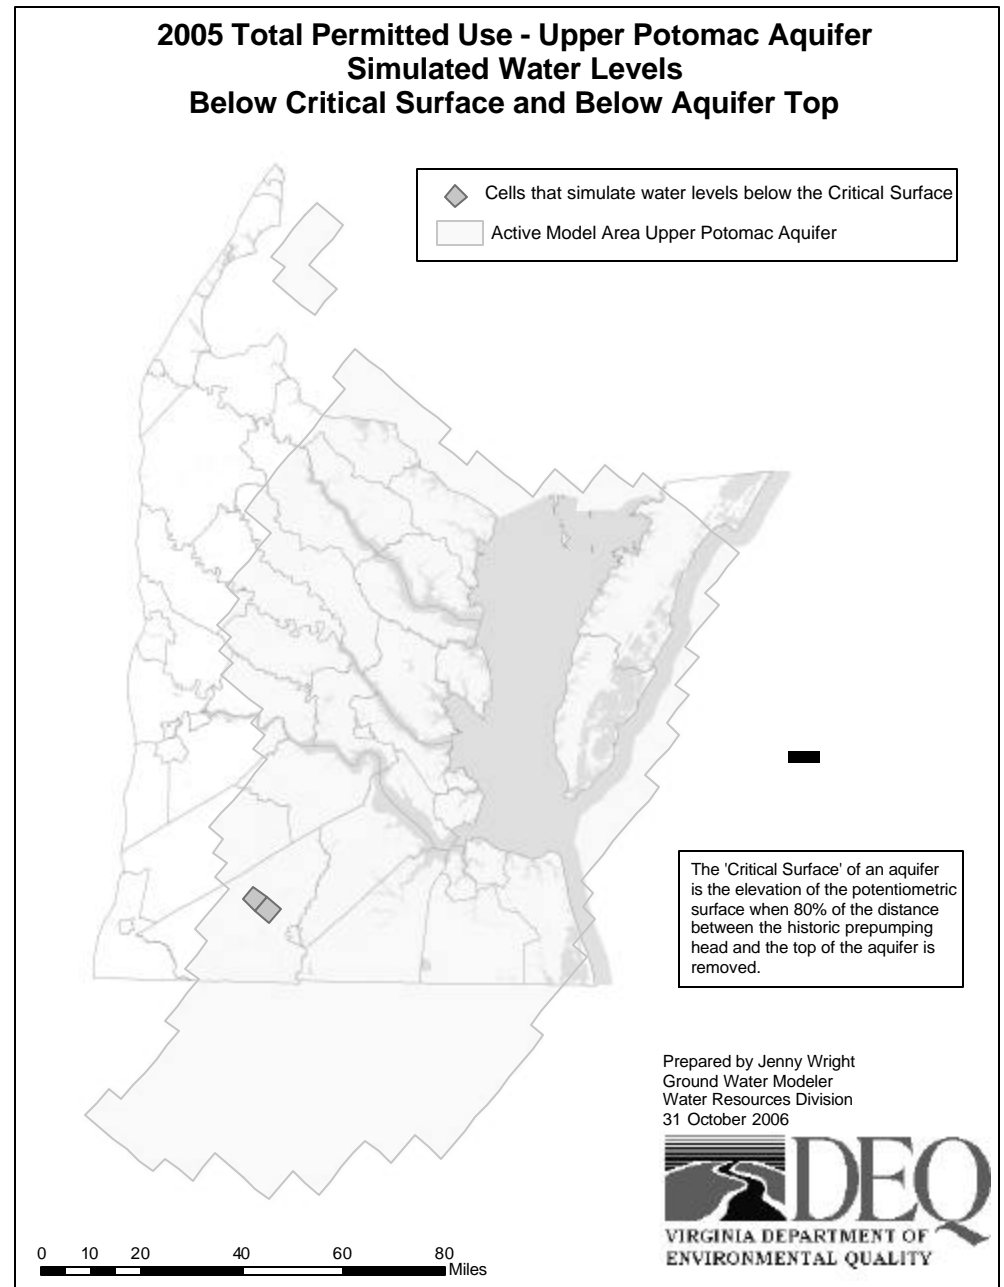 2005 Total Permitted Use - Upper Potomac Aquifer
Simulated Water Levels
Below Critical Surface and Below Aquifer Top
Cells that simulate water levels below the Critical Surface
Active Model Area Upper Potomac Aquifer
The 'Critical Surface' of an aquifer
is the elevation of the potentiometric
surface when 80% of the distance
between the historic prepumping
head and the top of the aquifer is
removed.
Prepared by Jenny Wright
Ground Water Modeler
Water Resources Division
31 October 2006
DEQ
VIRGINIA DEPARTMENT OF
ENVIRONMENTAL QUALITY
0 10 20 40 60 80
Miles